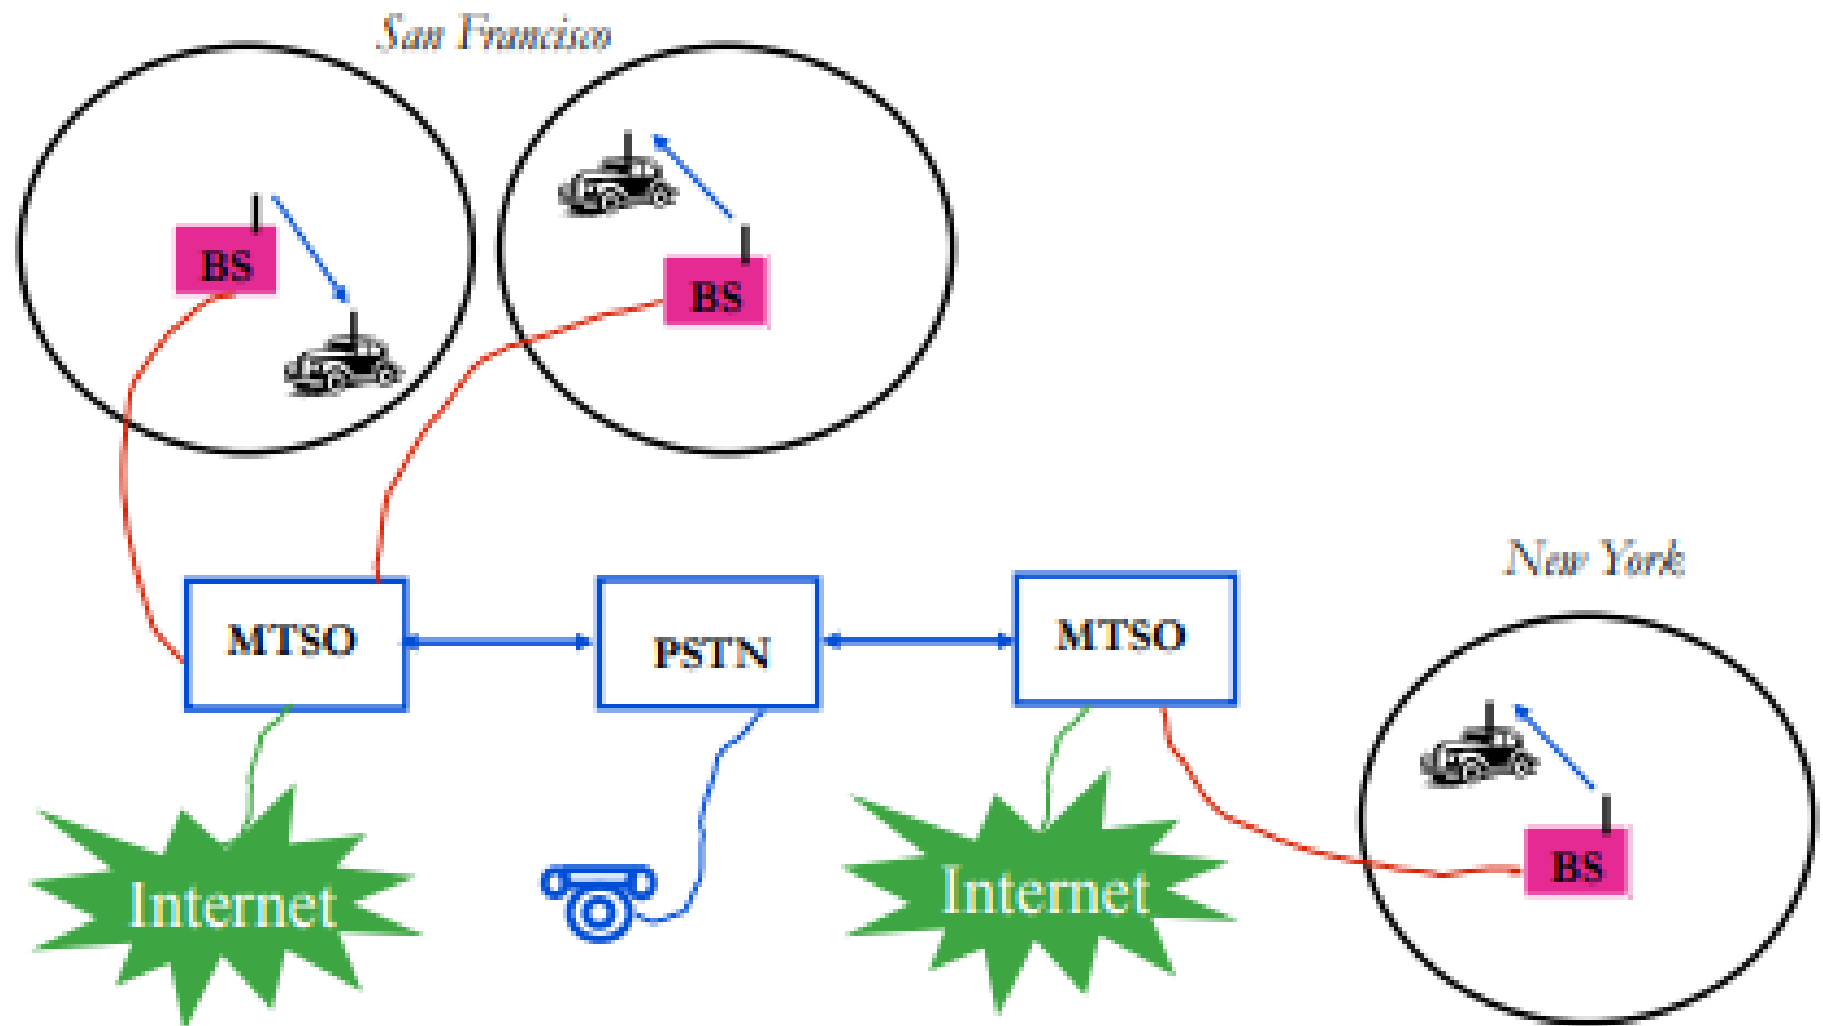 San Francisco
BS
BS
New York
MTSO
PSTN
MTSO
BS
Internet
Internet